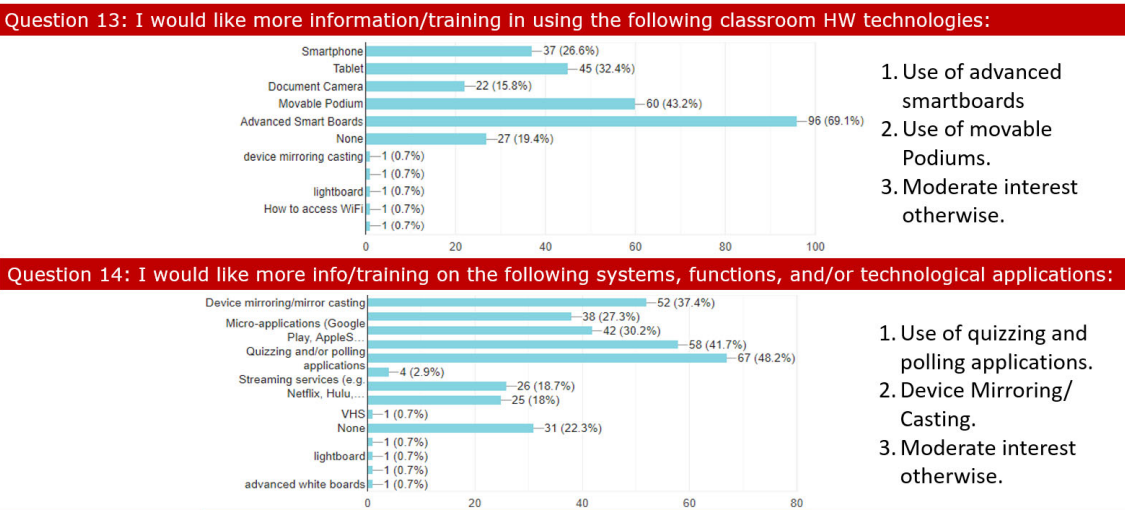 Question 13: I would like more information/training in using the following classroom HW technologies:
Smartphone 37 (26.6%)
Tablet 45 (32.4%)
Document Camera 22 (15.8%)
Movable Podium 60 (43.2%)
Advanced Smart Boards 96 (69.1%)
None 27 (19.4%)
device mirroring casting 1 (0.7%)
1 (0.7%)
lightboard 1 (0.7%)
How to access WiFi 1 (0.7%)
1 (0.7%)
0 20 40 60 80 100
1. Use of advanced
smartboards
2. Use of movable
Podiums.
3. Moderate interest
otherwise.
Question 14: I would like more info/training on the following systems, functions, and/or technological applications:
Device mirroring/mirror casting 52 (37.4%)
38 (27.3%)
Micro-applications (Google
Play, AppleS... 42 (30.2%)
58 (41.7%)
Quizzing and/or polling
applications 67 (48.2%)
4 (2.9%)
Streaming services (e.g.
Netflix, Hulu,... 26 (18.7%)
25 (18%)
VHS 1 (0.7%)
None 31 (22.3%)
1 (0.7%)
lightboard 1 (0.7%)
1 (0.7%)
advanced white boards 1 (0.7%)
0 20 40 60 80
1. Use of quizzing and
polling applications.
2. Device Mirroring/
Casting.
3. Moderate interest
otherwise.